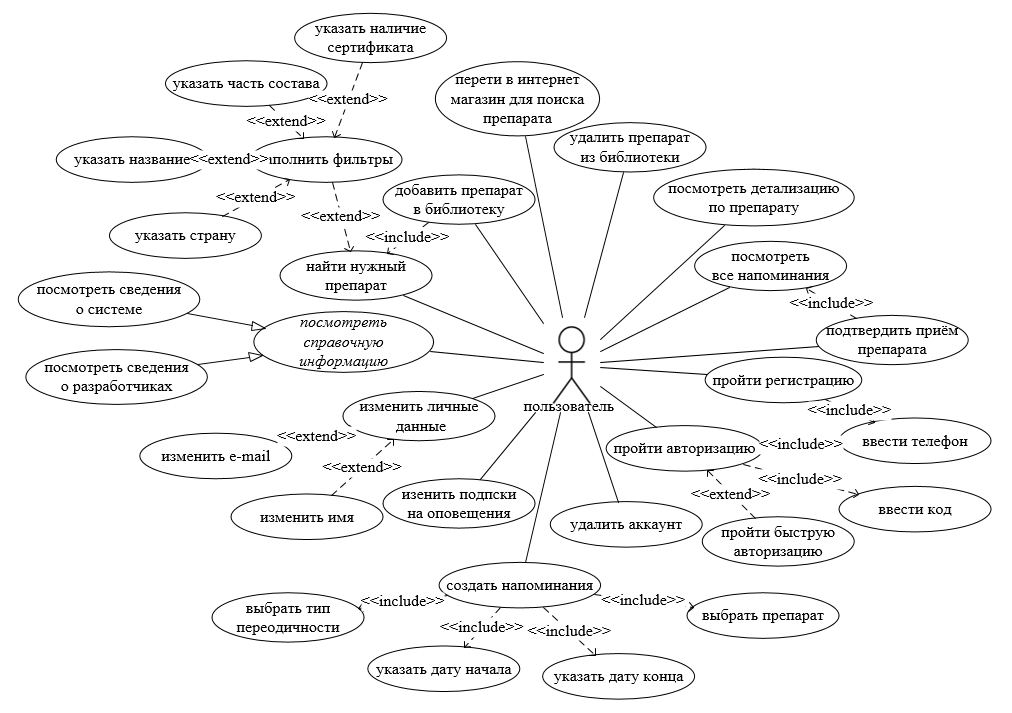 указать наличие
сертификата
указать часть состава
<<extend>>
<<extend>>
перети в интернет
магазин для поиска
препарата
удалить препарат
из библиотеки
указать название
<<extend>>
полнить фильтры
посмотреть детализацию
по препарату
<<extend>>
добавить препарат
в библиотеку
<<extend>>
указать страну
<<include>>
найти нужный
препарат
посмотреть
все напоминания
<<include>>
посмотреть сведения
о системе
посмотреть
справочную
информацию
подтвердить приём
препарата
посмотреть сведения
о разработчиках
пройти регистрацию
пользователь
изменить личные
данные
<<include>>
<<extend>>
изменить e-mail
<<extend>>
пройти авторизацию
<<include>>
ввести телефон
<<include>>
<<extend>>
ввести код
изменить имя
изенить подпски
на оповещения
удалить аккаунт
пройти быструю
авторизацию
создать напоминания
<<include>>
<<include>>
выбрать тип
переодичности
<<include>>
<<include>>
выбрать препарат
указать дату начала
указать дату конца